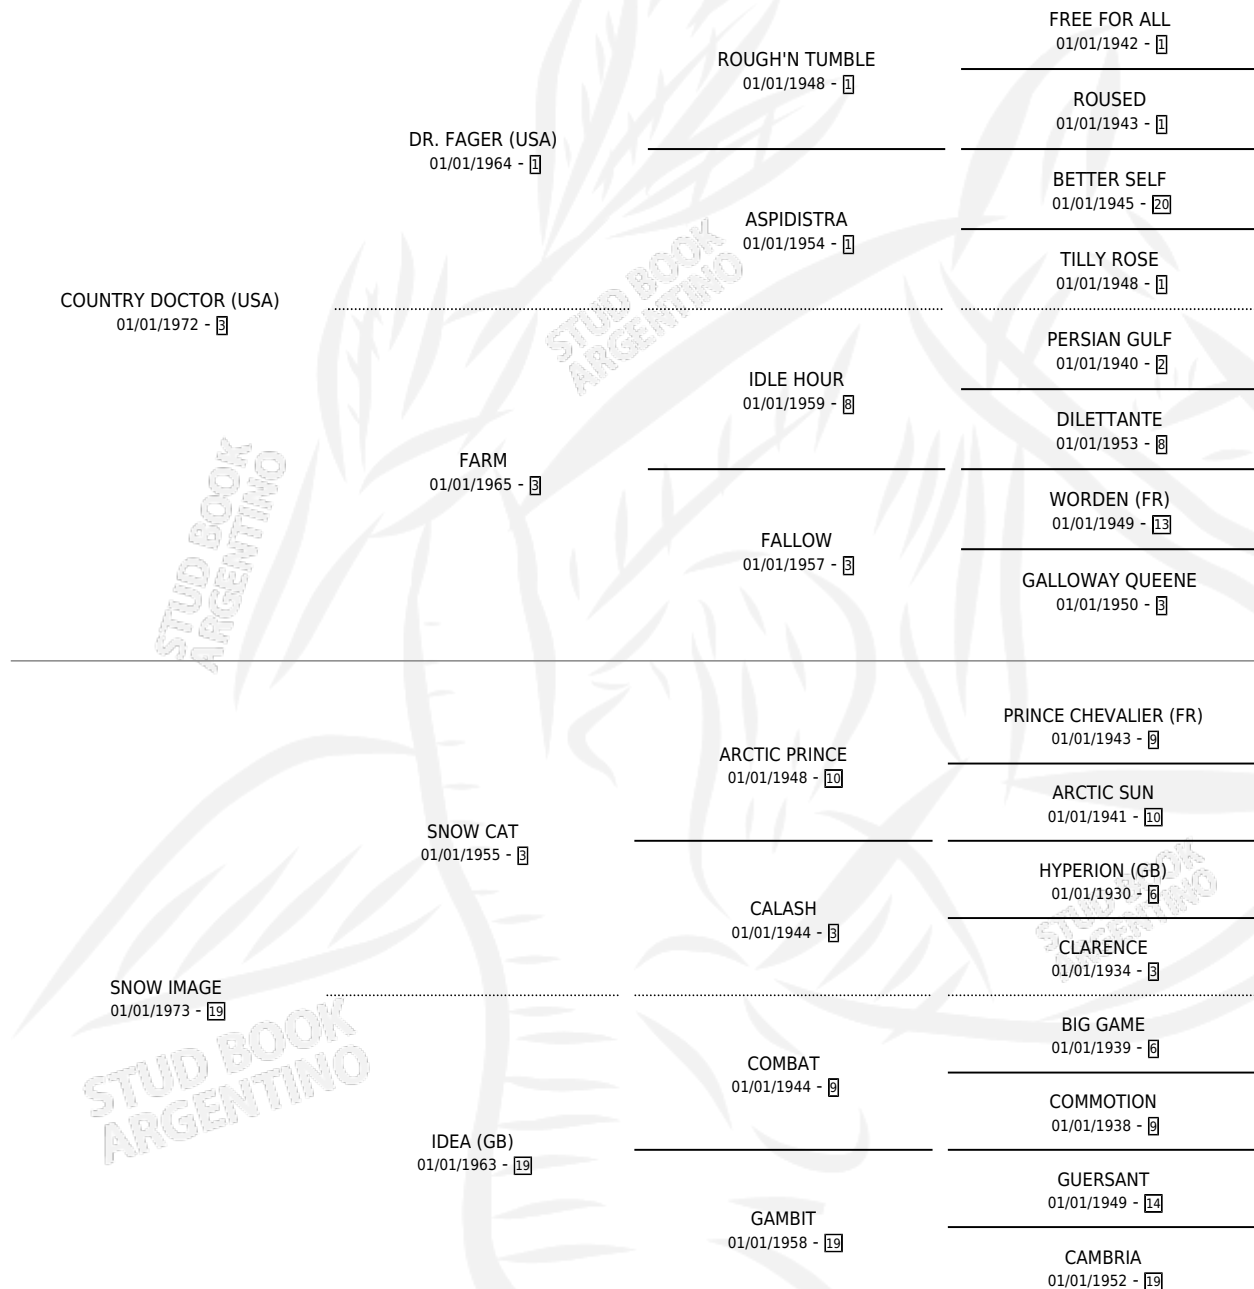 FREE FOR ALL
01/01/1942 - 1
ROUGH'N TUMBLE
01/01/1948 - 1
ROUSED
01/01/1943 - 1
DR. FAGER (USA)
01/01/1964 - 1
BETTER SELF
01/01/1945 - 20
ASPIDISTRA
01/01/1954 - 1
TILLY ROSE
01/01/1948 - 1
COUNTRY DOCTOR (USA)
01/01/1972 - 3
PERSIAN GULF
01/01/1940 - 2
IDLE HOUR
01/01/1959 - 8
DILETTANTE
01/01/1953 - 8
FARM
01/01/1965 - 3
WORDEN (FR)
01/01/1949 - 13
FALLOW
01/01/1957 - 3
GALLOWAY QUEENE
01/01/1950 - 3
PRINCE CHEVALIER (FR)
01/01/1943 - 9
ARCTIC PRINCE
01/01/1948 - 10
ARCTIC SUN
01/01/1941 - 10
SNOW CAT
01/01/1955 - 3
HYPERION (GB)
01/01/1930 - 6
CALASH
01/01/1944 - 3
CLARENCE
01/01/1934 - 3
SNOW IMAGE
01/01/1973 - 19
BIG GAME
01/01/1939 - 6
COMBAT
01/01/1944 - 9
COMMOTION
01/01/1938 - 9
IDEA (GB)
01/01/1963 - 19
GUERSANT
01/01/1949 - 14
GAMBIT
01/01/1958 - 19
CAMBRIA
01/01/1952 - 19
STUD BOOK
ARGENTINO
STUD BOOK
ARGENTINO
STUD BOOK
ARGENTINO
STUD BOOK
ARGENTINO